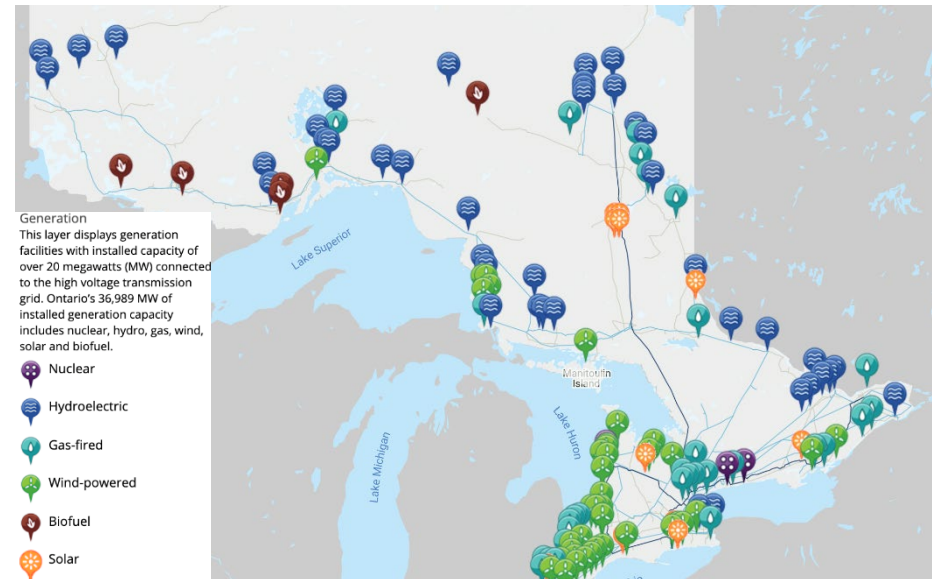 Generation
This layer displays generation
facilities with installed capacity of
over 20 megawatts (MW) connected
to the high voltage transmission
grid. Ontario's 36,989 MW of
installed generation capacity
includes nuclear, hydro, gas, wind,
solar and biofuel.
Nuclear
Hydroelectric
Gas-fired
Wind-powered
Biofuel
Solar
Lake Superior
Manitoulin
Island
Lake Huron
Lake Michigan